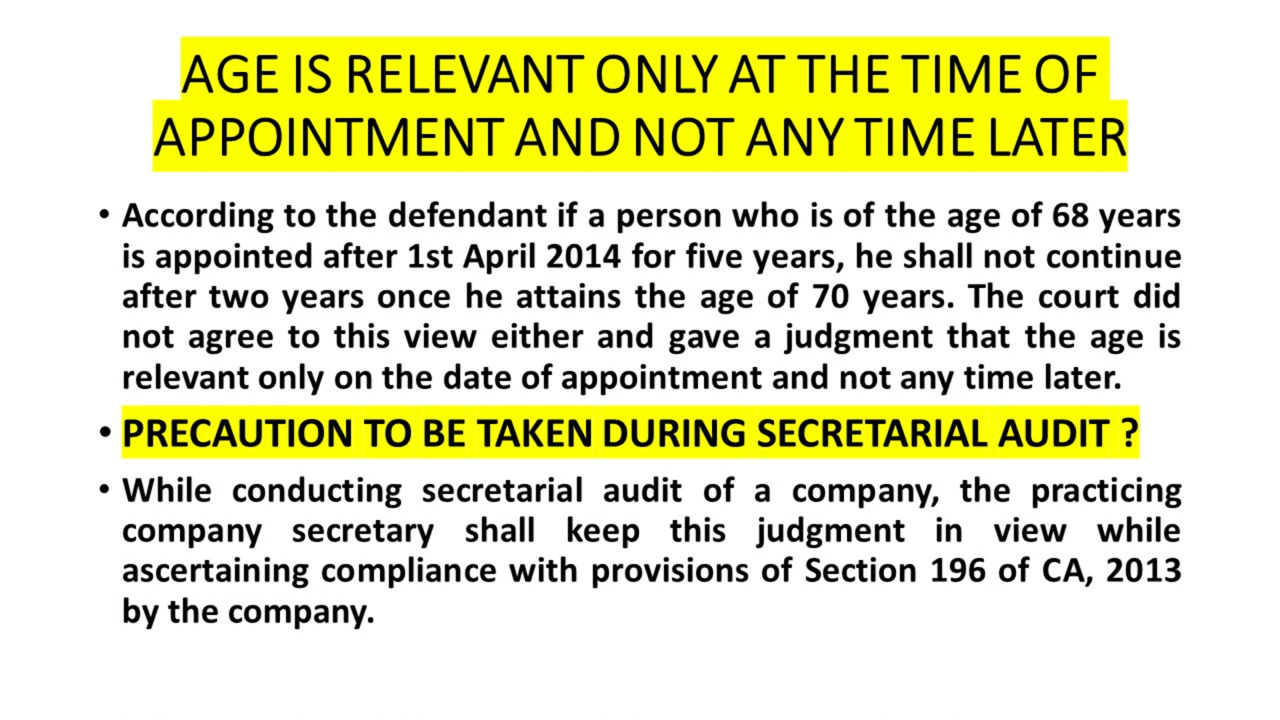 AGE IS RELEVANT ONLY AT THE TIME OF
APPOINTMENT AND NOT ANY TIME LATER
• According to the defendant if a person who is of the age of 68 years
is appointed after 1st April 2014 for five years, he shall not continue
after two years once he attains the age of 70 years. The court did
not agree to this view either and gave a judgment that the age is
relevant only on the date of appointment and not any time later.
• PRECAUTION TO BE TAKEN DURING SECRETARIAL AUDIT ?
• While conducting secretarial audit of a company, the practicing
company secretary shall keep this judgment in view while
ascertaining compliance with provisions of Section 196 of CA, 2013
by the company.